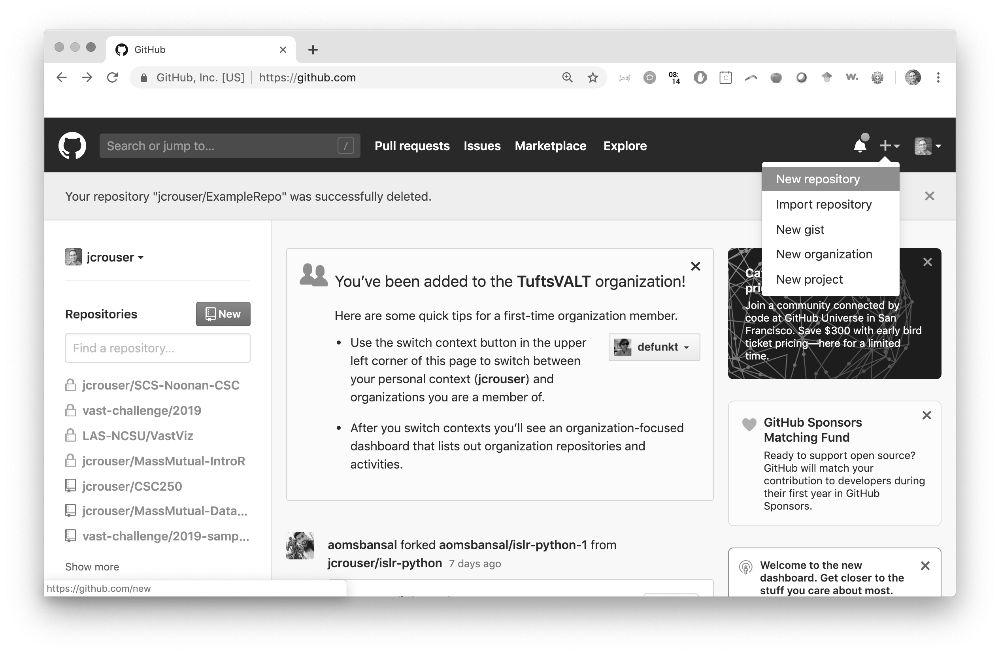 GitHub
GitHub, Inc. [US] https://github.com
08:
14
C
w.
Search or jump to...
/
Pull requests Issues Marketplace Explore
New repository
Import repository
New gist
New organization
New project
Your repository "jcrouser/ExampleRepo" was successfully deleted.
jcrouser
Repositories
New
Find a repository...
jcrouser/SCS-Noonan-CSC
vast-challenge/2019
LAS-NCSU/VastViz
jcrouser/MassMutual-IntroR
jcrouser/CSC250
jcrouser/MassMutual-Data...
vast-challenge/2019-samp...
Show more
https://github.com/new
You’ve been added to the TuftsVALT organization!
Here are some quick tips for a first-time organization member.
• Use the switch context button in the upper
left corner of this page to switch between
your personal context (jcrouser) and
organizations you are a member of.
defunkt
• After you switch contexts you’ll see an organization-focused
dashboard that lists out organization repositories and
activities.
aomsbansal forked aomsbansal/islr-python-1 from
jcrouser/islr-python 7 days ago
Join a community connected by
code at GitHub Universe in San
Francisco. Save $300 with early bird
ticket pricing—here for a limited
time.
GitHub Sponsors
Matching Fund
Ready to support open source?
GitHub will match your
contribution to developers during
their first year in GitHub
Sponsors.
Welcome to the new
dashboard. Get closer to the
stuff you care about most.